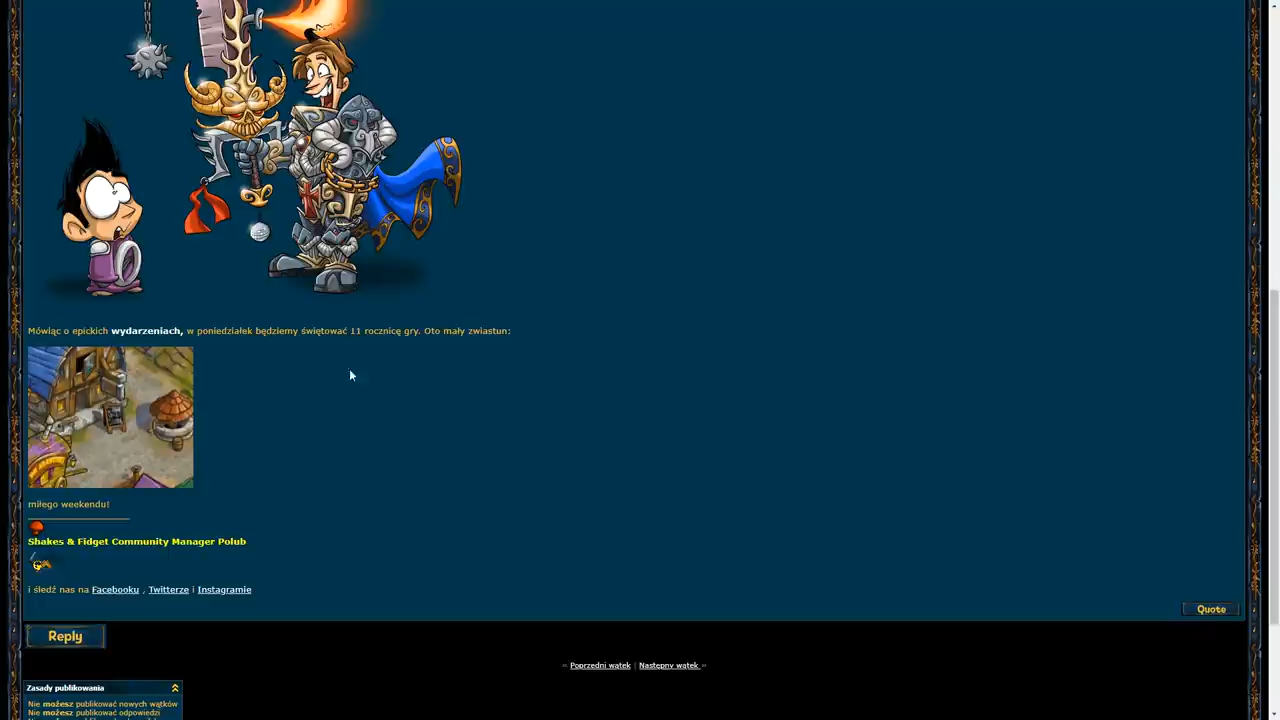 Mówiąc o epickich wydarzeniach, w poniedziałek będziemy świętować 11 rocznicę gry. Oto mały zwiastun:
miłego weekendu!
Shakes & Fidget Community Manager Polub
i śledź nas na Facebooku , Twitterze i Instagramie
Quote
Reply
« Poprzedni wątek | Następny wątek »
Zasady publikowania
Nie możesz publikować nowych wątków
Nie możesz publikować odpowiedzi